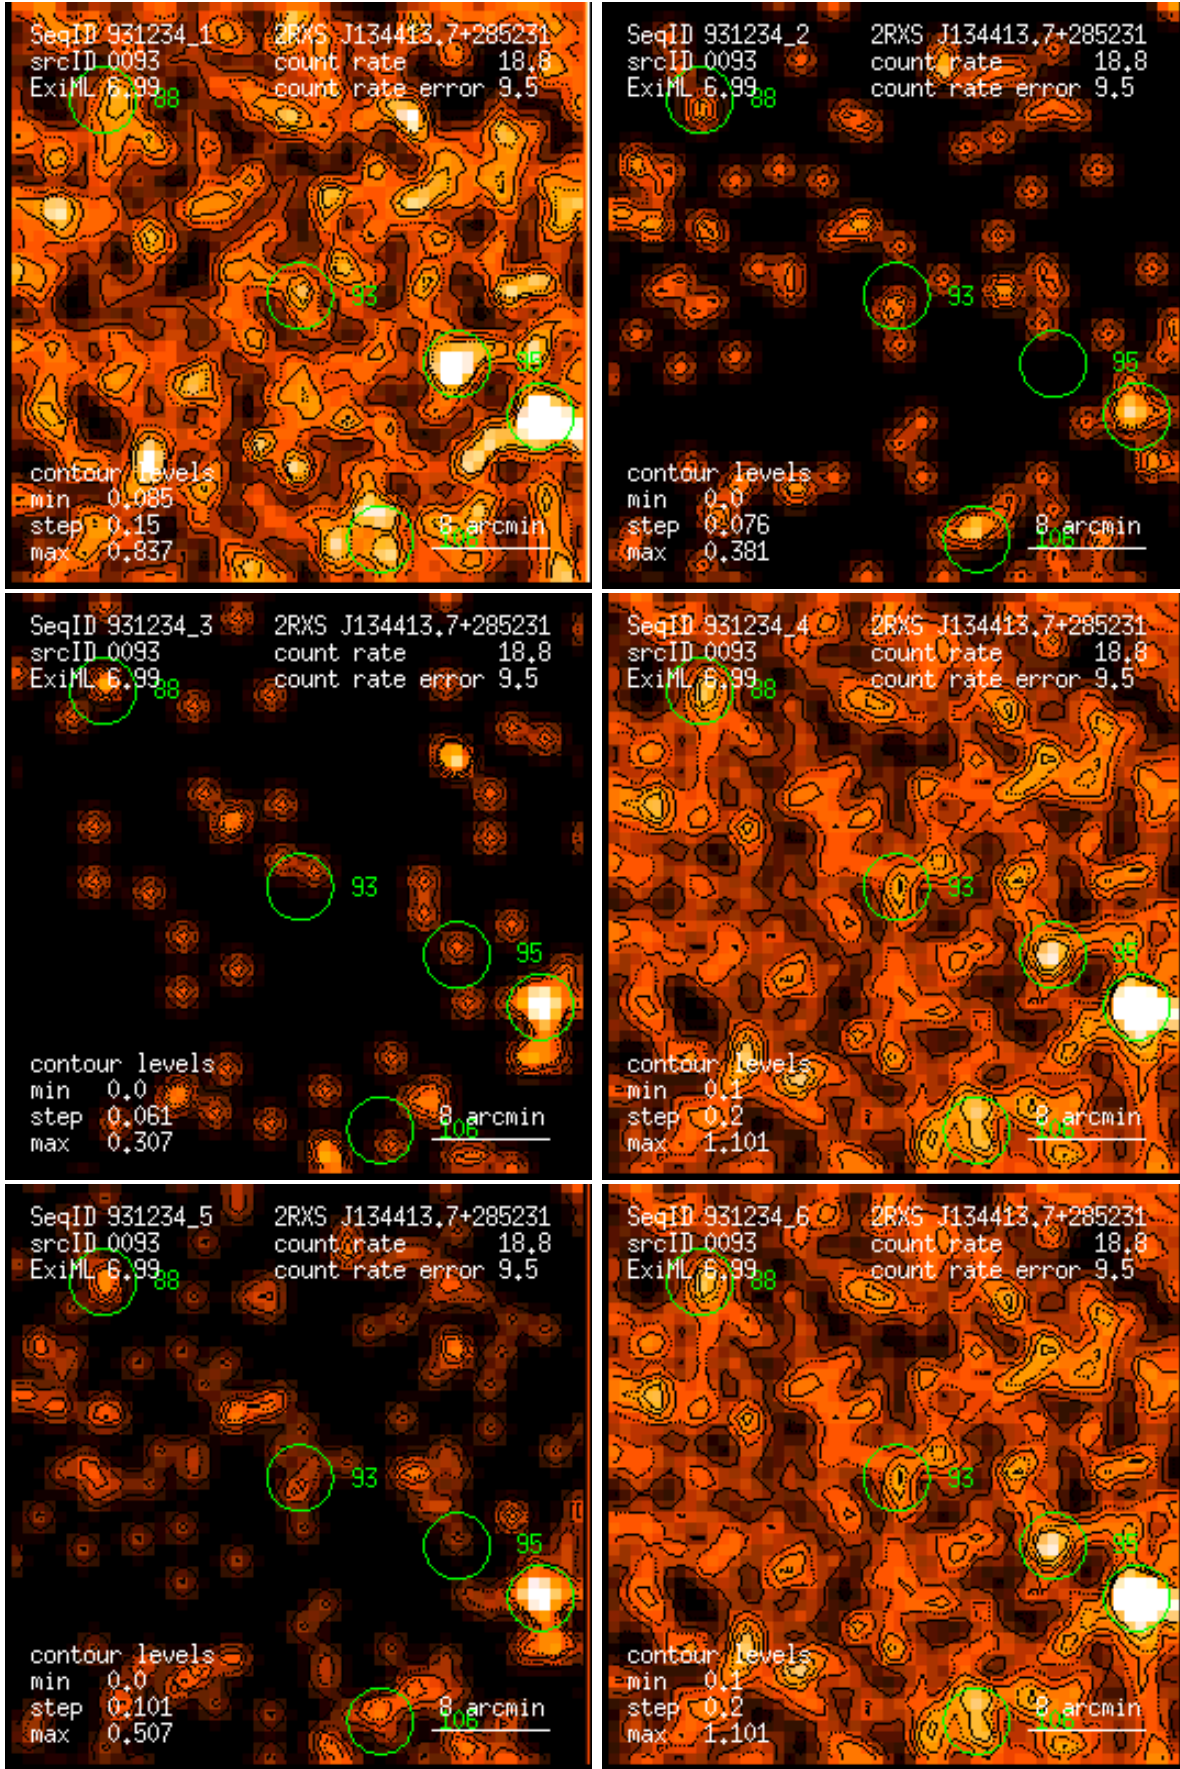 SeqID 931234_1 2RXS J134413.7+285231
srcID 0093 count rate 18.8
ExiML 6.99 count rate error 9.5
88
93
95
contour levels
min 0.085
step 0.15 8 arcmin
max 0.837 106
SeqID 931234_2 2RXS J134413.7+285231
srcID 0093 count rate 18.8
ExiML 6.99 count rate error 9.5
88
93
95
contour levels
min 0.0
step 0.076 8 arcmin
max 0.381 106
SeqID 931234_3 2RXS J134413.7+285231
srcID 0093 count rate 18.8
ExiML 6.99 count rate error 9.5
88
93
95
contour levels
min 0.0
step 0.061 8 arcmin
max 0.307 106
SeqID 931234_4 2RXS J134413.7+285231
srcID 0093 count rate 18.8
ExiML 6.99 count rate error 9.5
88
93
95
contour levels
min 0.1
step 0.2 8 arcmin
max 1.101 106
SeqID 931234_5 2RXS J134413.7+285231
srcID 0093 count rate 18.8
ExiML 6.99 count rate error 9.5
88
93
95
contour levels
min 0.0
step 0.101 8 arcmin
max 0.507 106
SeqID 931234_6 2RXS J134413.7+285231
srcID 0093 count rate 18.8
ExiML 6.99 count rate error 9.5
88
93
95
contour levels
min 0.1
step 0.2 8 arcmin
max 1.101 106